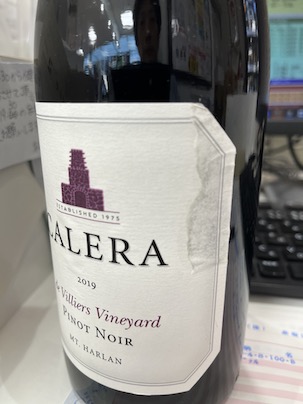 ESTABLISHED 1975
CALERA
2019
Villiers Vineyard
PINOT NOIR
MT. HARLAN